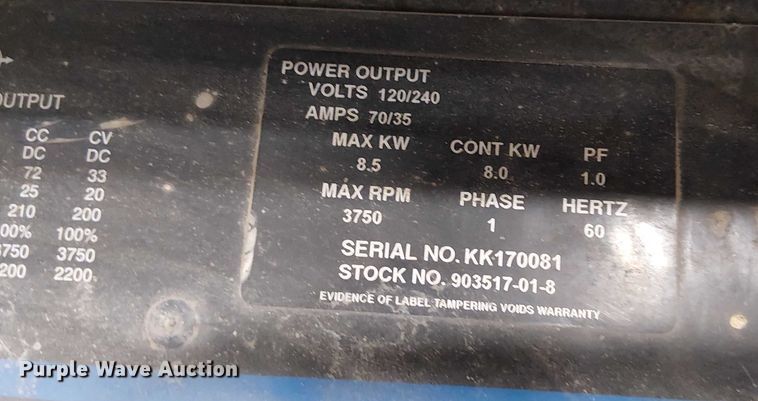 OUTPUT
CC CV
DC DC
72 33
25 20
210 200
00% 100%
3750 3750
200 2200
POWER OUTPUT
VOLTS 120/240
AMPS 70/35
MAX KW CONT KW PF
8.5 8.0 1.0
MAX RPM PHASE HERTZ
3750 1 60
SERIAL NO. KK170081
STOCK NO. 903517-01-8
EVIDENCE OF LABEL TAMPERING VOIDS WARRANTY
Purple Wave Auction